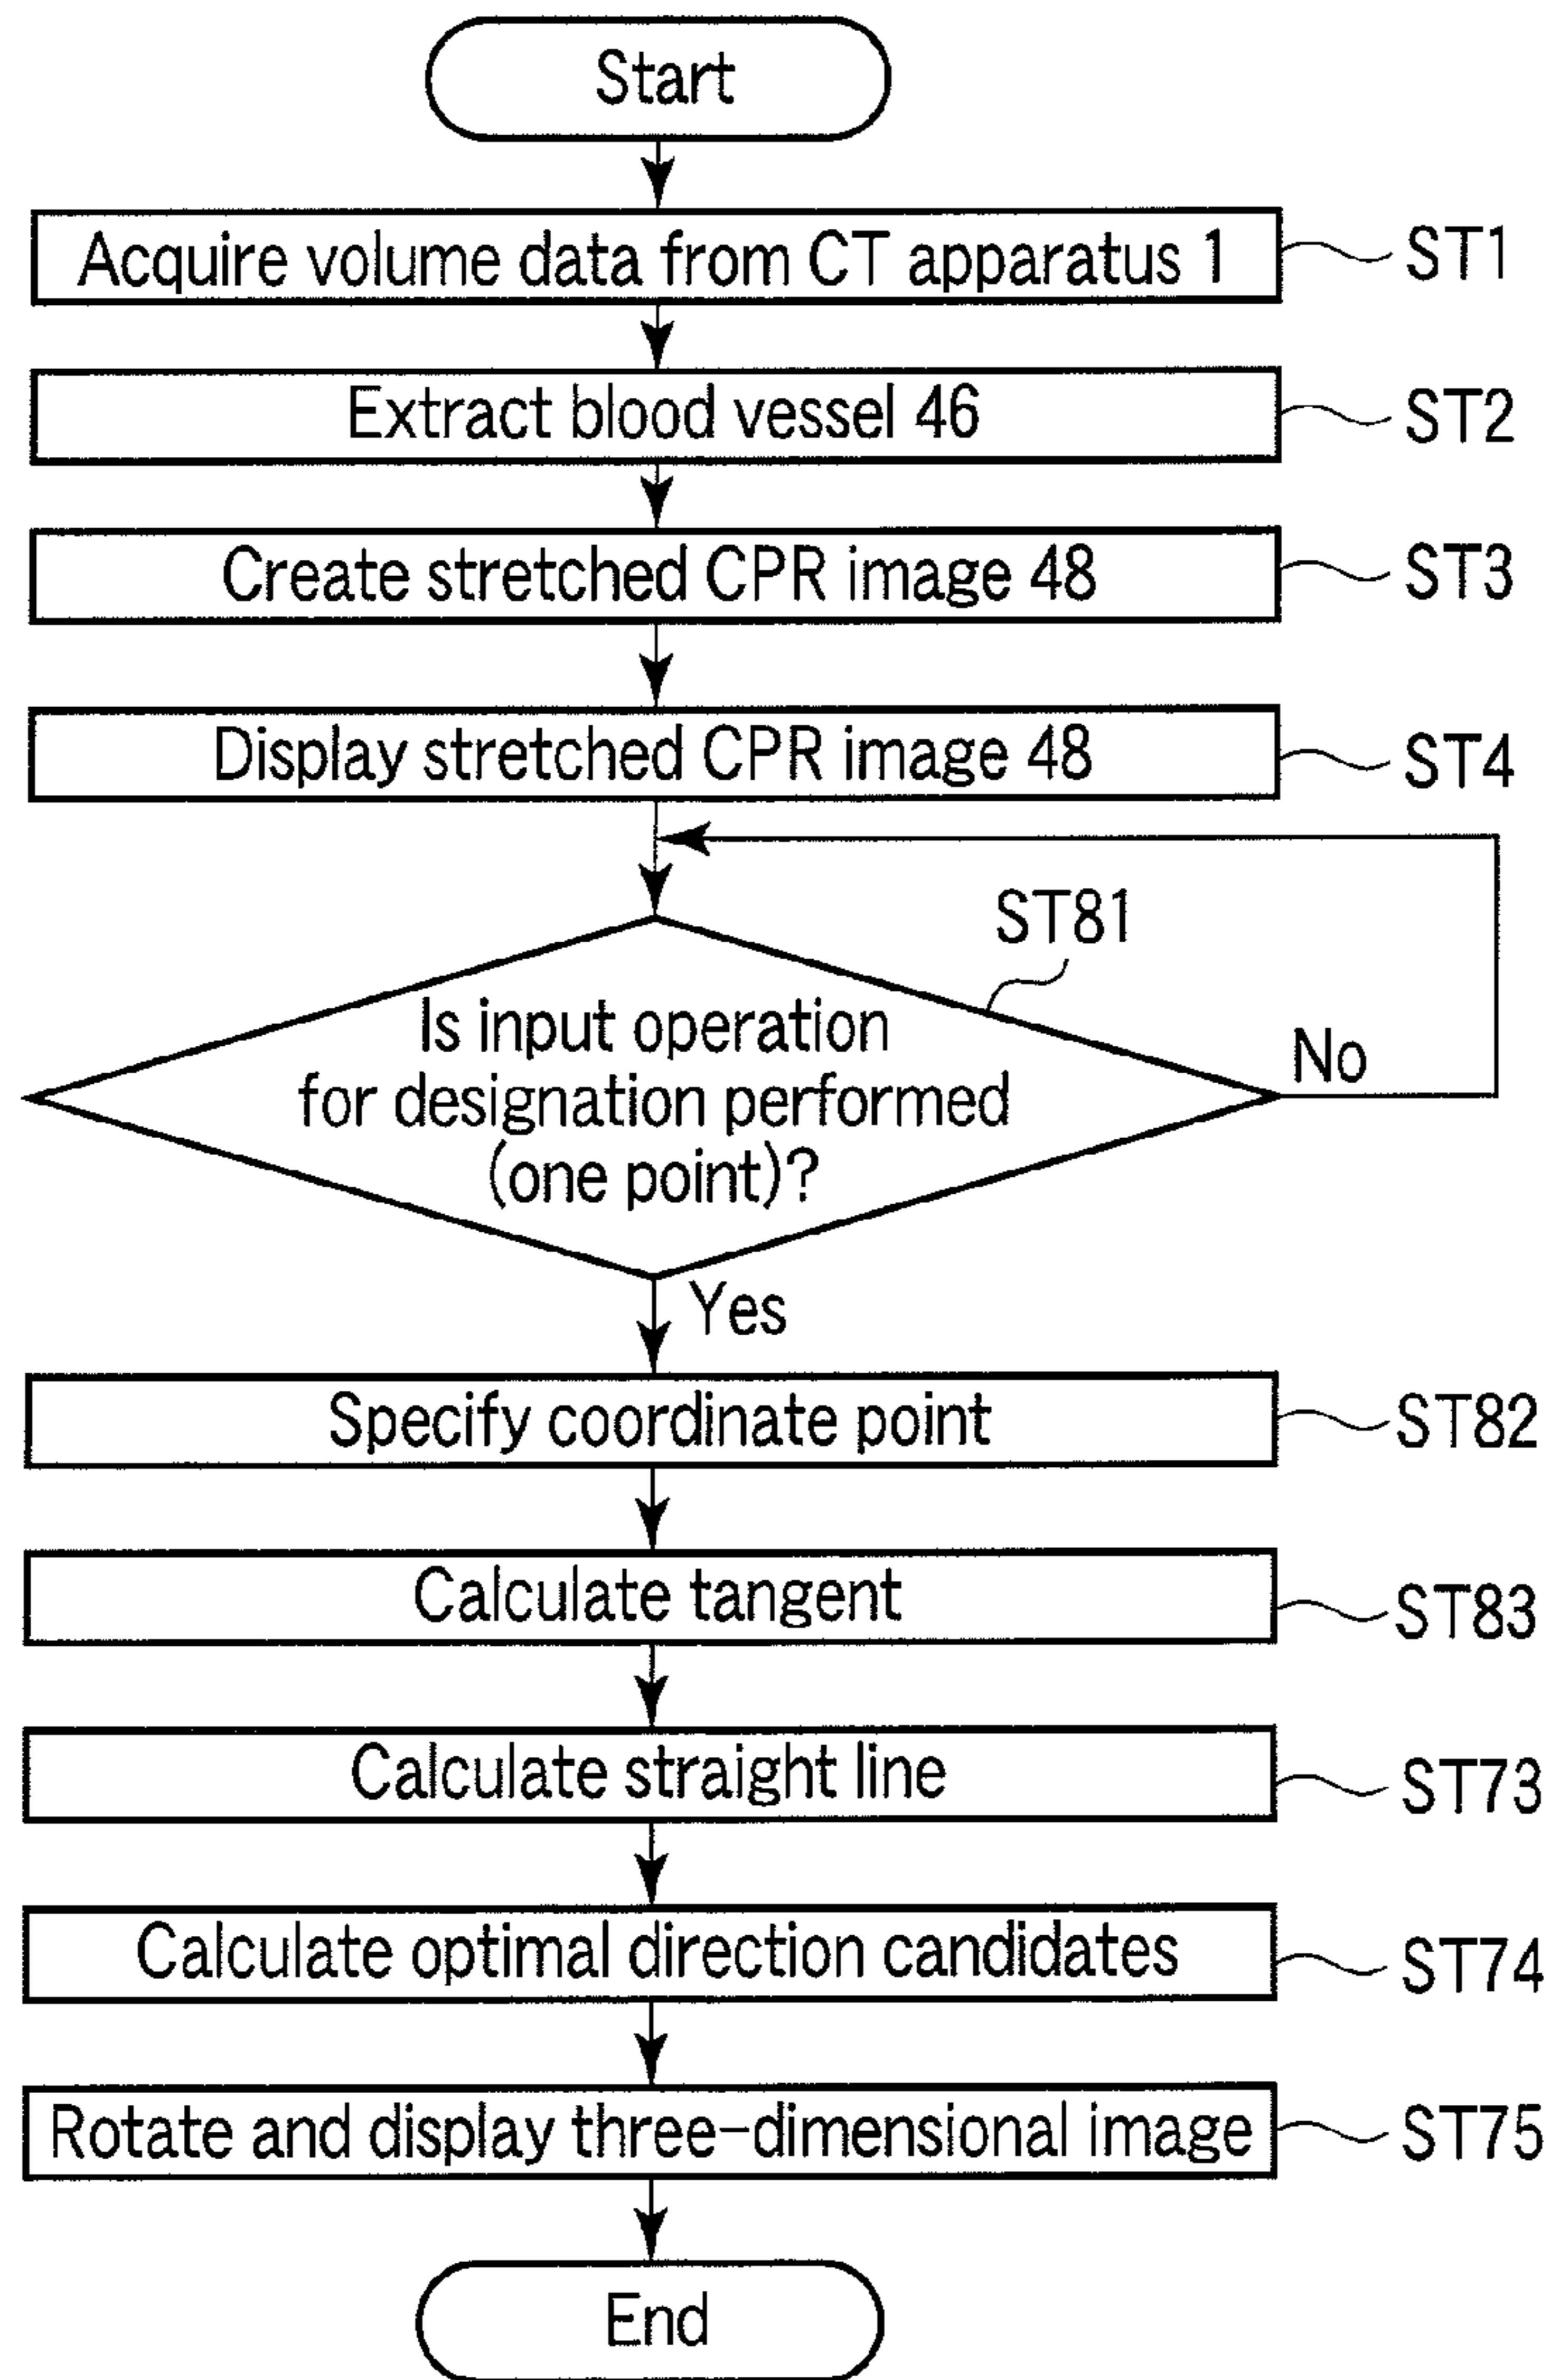 Start
Acquire volume data from CT apparatus 1
ST1
Extract blood vessel 46
ST2
Create stretched CPR image 48
ST3
Display stretched CPR image 48
ST4
ST81
Is input operation
for designation performed
(one point)?
No
Yes
Specify coordinate point
ST82
Calculate tangent
ST83
Calculate straight line
ST73
Calculate optimal direction candidates
ST74
Rotate and display three-dimensional image
ST75
End